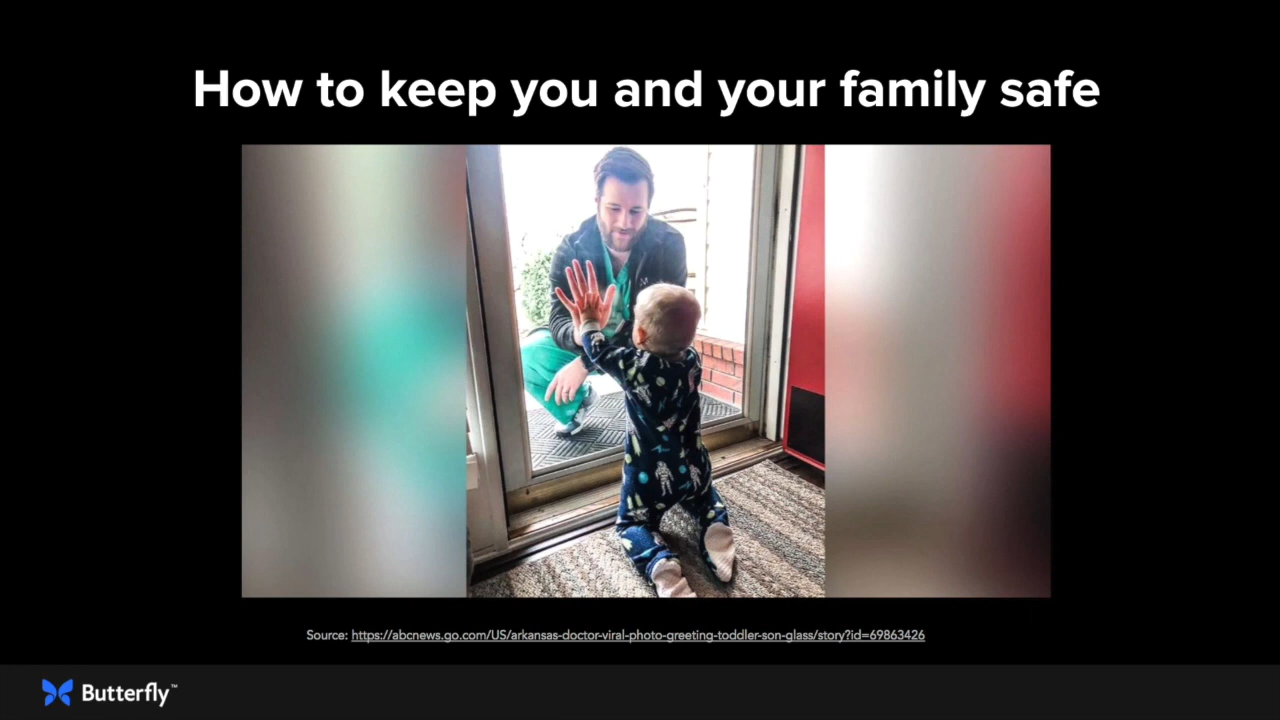 How to keep you and your family safe
Source: https://abcnews.go.com/US/arkansas-doctor-viral-photo-greeting-toddler-son-glass/story?id=69863426
Butterfly™